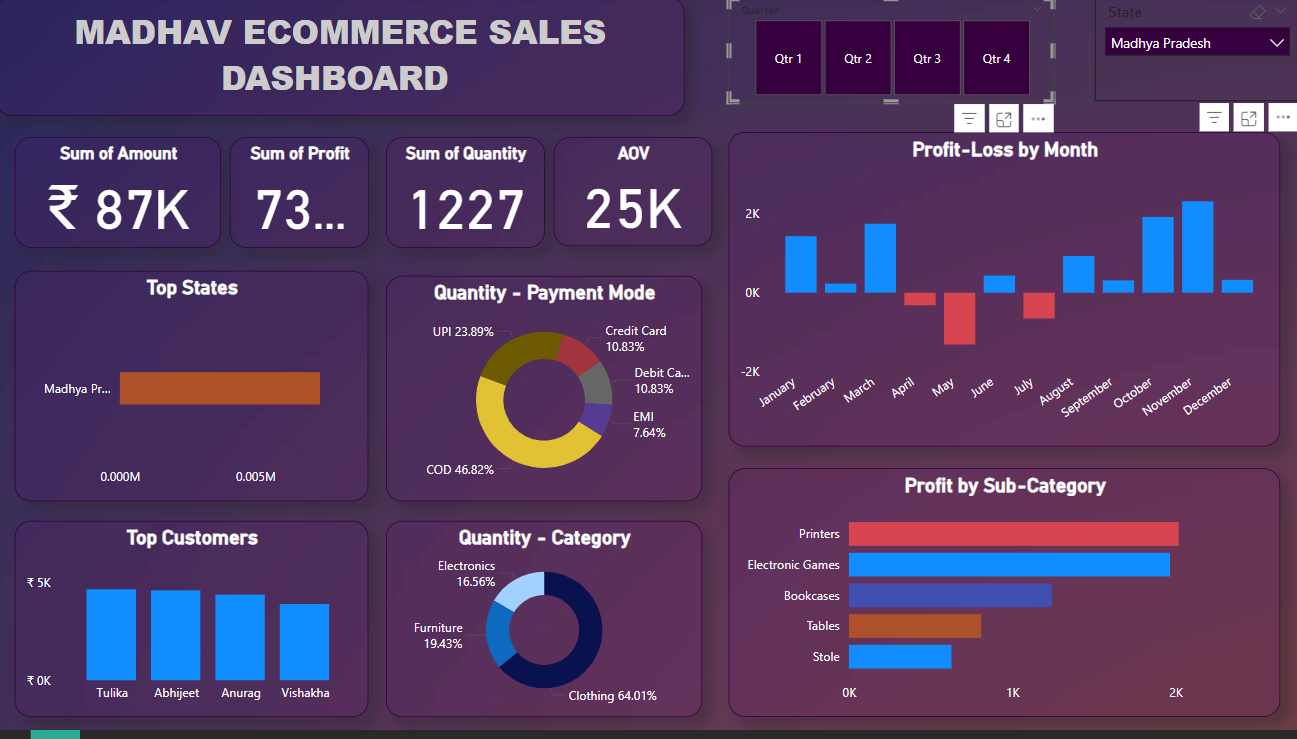 MADHAV ECOMMERCE SALES
DASHBOARD
Quarter
Qtr 1
Qtr 2
Qtr 3
Qtr 4
State
Madhya Pradesh
Sum of Amount
₹ 87K
Sum of Profit
73...
Sum of Quantity
1227
AOV
25K
Profit-Loss by Month
2K
0K
-2K
January
February
March
April
May
June
July
August
September
October
November
December
Top States
Madhya Pr...
0.000M
0.005M
Quantity - Payment Mode
UPI 23.89%
Credit Card
10.83%
Debit Ca...
10.83%
EMI
7.64%
COD 46.82%
Profit by Sub-Category
Printers
Electronic Games
Bookcases
Tables
Stole
0K
1K
2K
Top Customers
₹ 5K
₹ 0K
Tulika
Abhijeet
Anurag
Vishakha
Quantity - Category
Electronics
16.56%
Furniture
19.43%
Clothing 64.01%